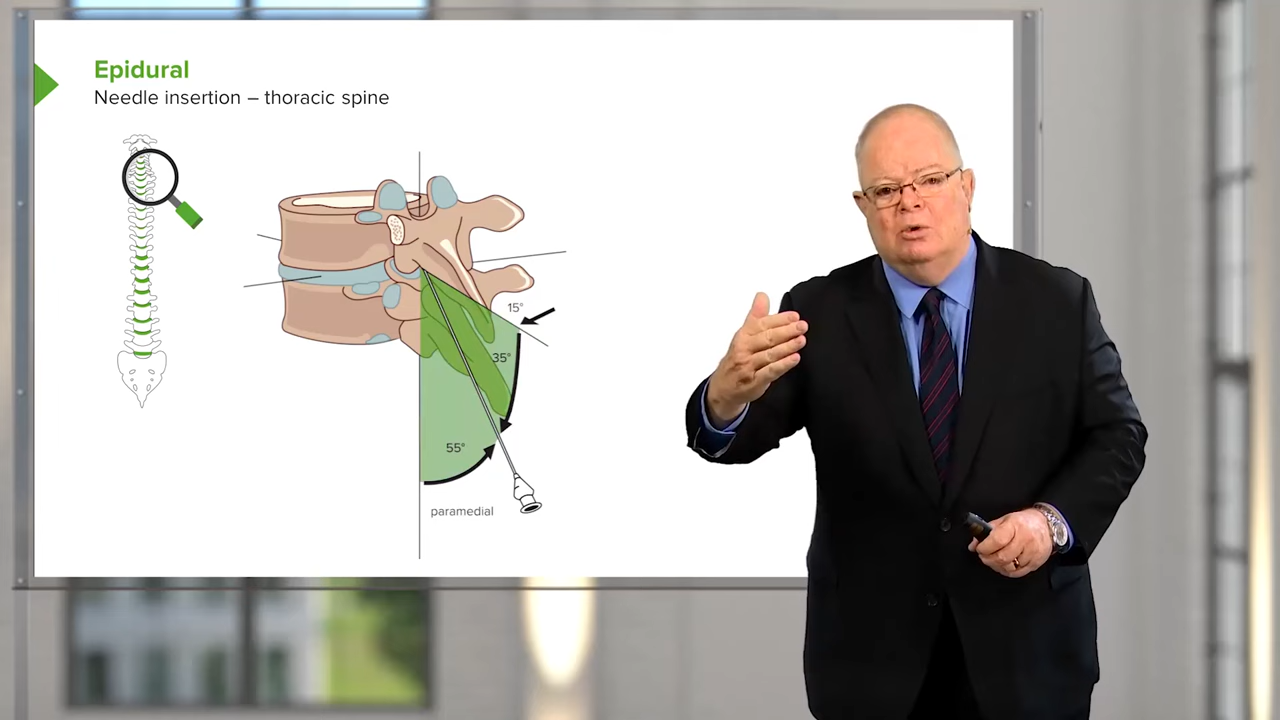 Epidural
Needle insertion – thoracic spine
15°
35°
55°
paramedial